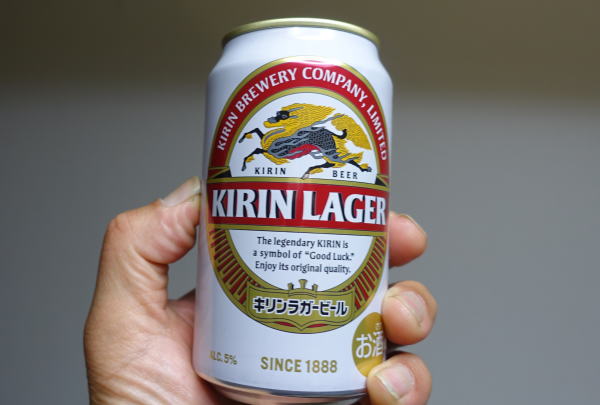 KIRIN BREWERY COMPANY, LIMITED
KIRIN BEER
KIRIN LAGER
The legendary KIRIN is
a symbol of "Good Luck."
Enjoy its original quality.
キリンラガービール
お酒
ALC. 5%
SINCE 1888